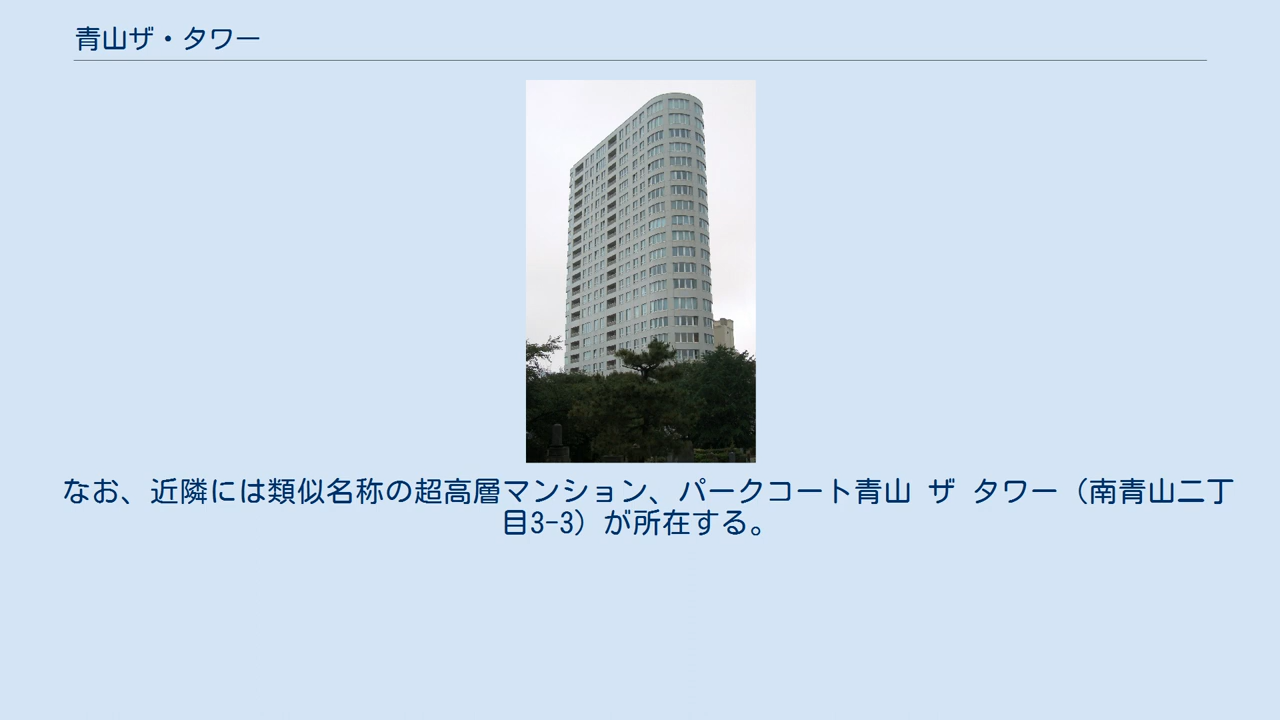 青山ザ・タワー
なお、近隣には類似名称の超高層マンション、パークコート青山 ザ タワー（南青山二丁
目3-3）が所在する。